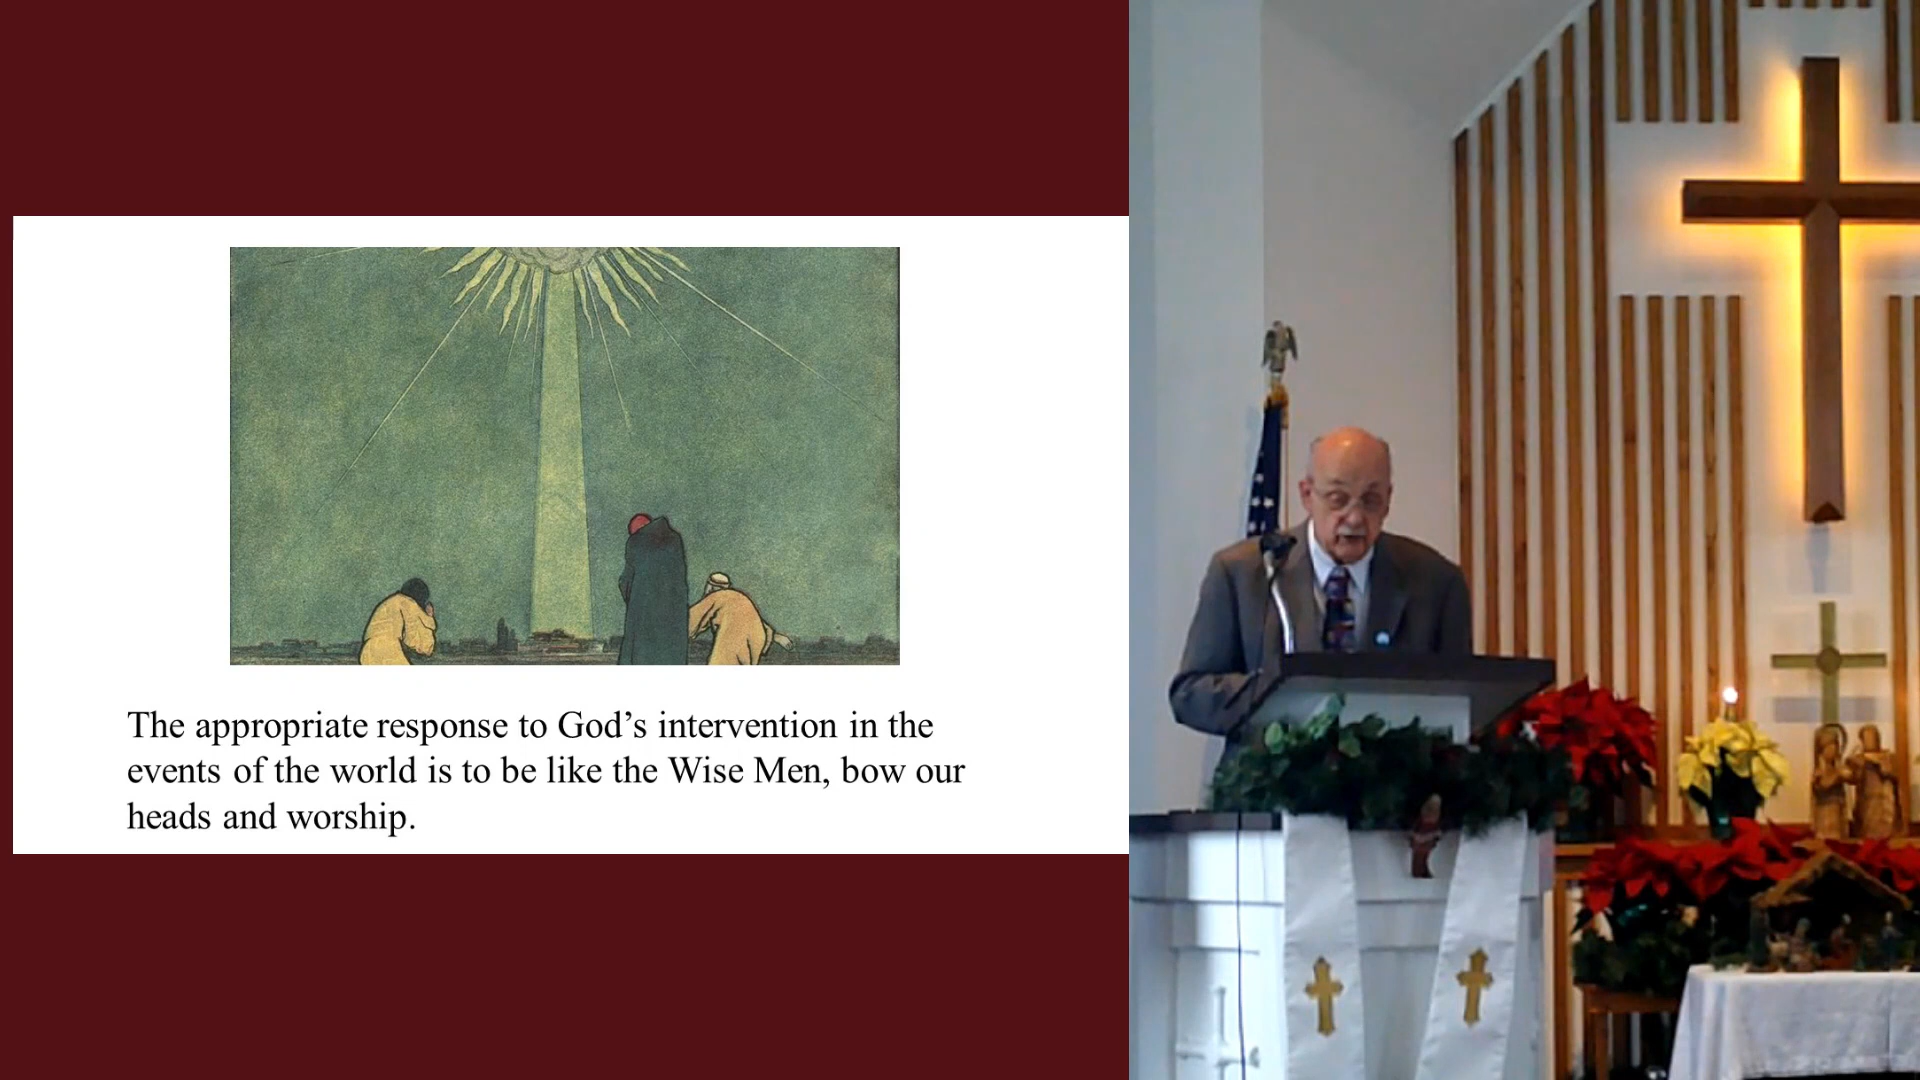 The appropriate response to God’s intervention in the
events of the world is to be like the Wise Men, bow our
heads and worship.